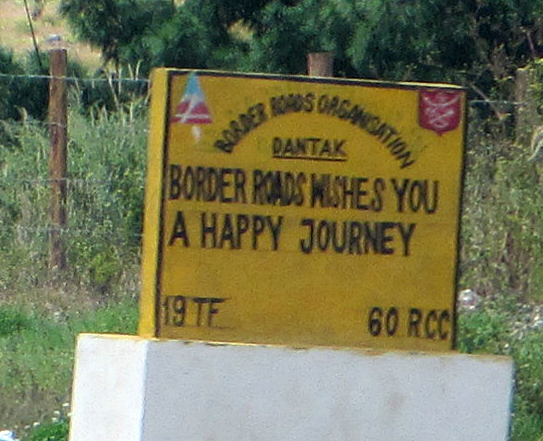 BORDER ROADS ORGANISATION
DANTAK
BORDER ROADS WISHES YOU
A HAPPY JOURNEY
19 TF 60 RCC